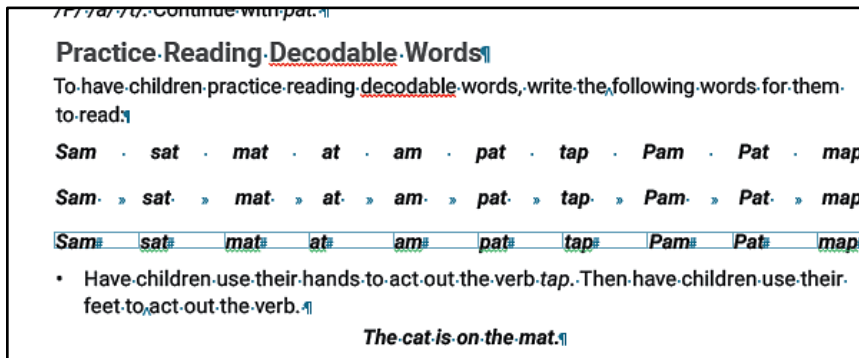 /P/ /a/ /t/. Continue with pat.
Practice Reading Decodable Words
To have children practice reading decodable words, write the following words for them
to read:
Sam sat mat at am pat tap Pam Pat map
Sam sat mat at am pat tap Pam Pat map
Sam sat mat at am pat tap Pam Pat map
• Have children use their hands to act out the verb tap. Then have children use their
feet to act out the verb.
The cat is on the mat.